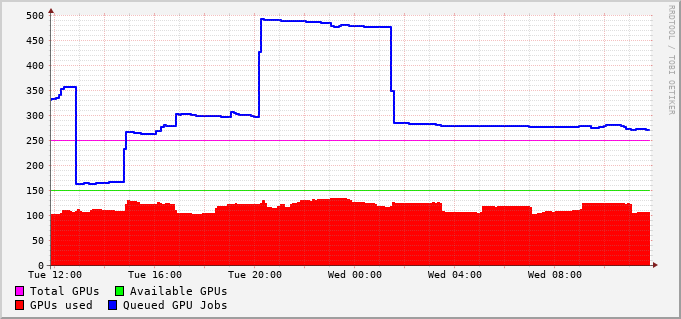 500
450
400
350
300
250
200
150
100
50
0
Tue 12:00 Tue 16:00 Tue 20:00 Wed 00:00 Wed 04:00 Wed 08:00
Total GPUs Available GPUs
GPUs used Queued GPU Jobs
RRDTOOL / TOBI OETIKER